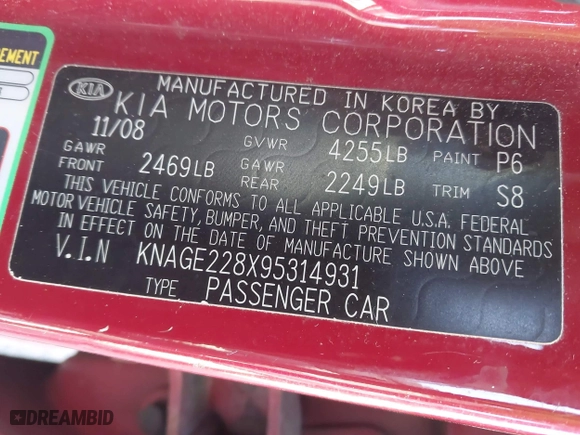 EMENT
KIA
MANUFACTURED IN KOREA BY
KIA MOTORS CORPORATION
11/08 GVWR 4255LB PAINT P6
GAWR FRONT 2469LB GAWR REAR 2249LB TRIM S8
THIS VEHICLE CONFORMS TO ALL APPLICABLE U.S.A. FEDERAL
MOTOR VEHICLE SAFETY, BUMPER, AND THEFT PREVENTION STANDARDS
IN EFFECT ON THE DATE OF MANUFACTURE SHOWN ABOVE
V.I.N KNAGE228X95314931
TYPE PASSENGER CAR
DREAMBID